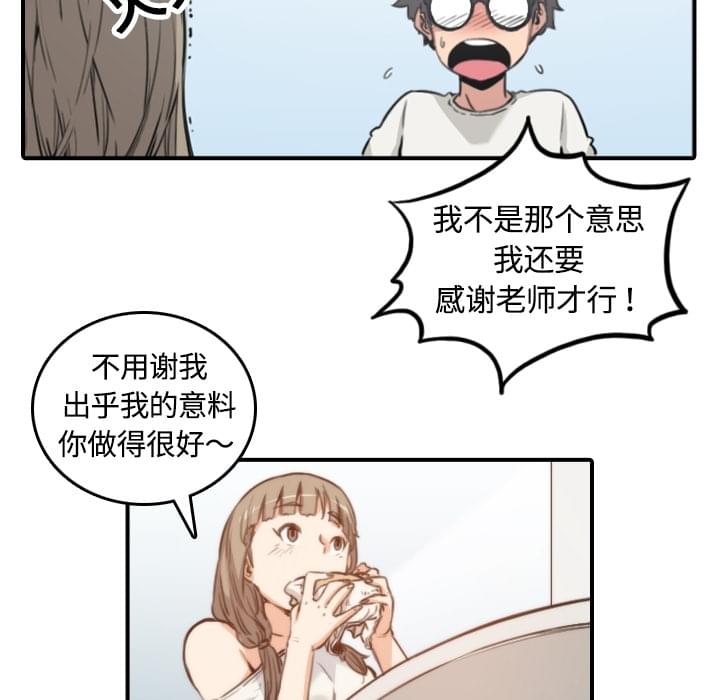 我不是那个意思
我还要
感谢老师才行！
不用谢我
出乎我的意料
你做得很好～